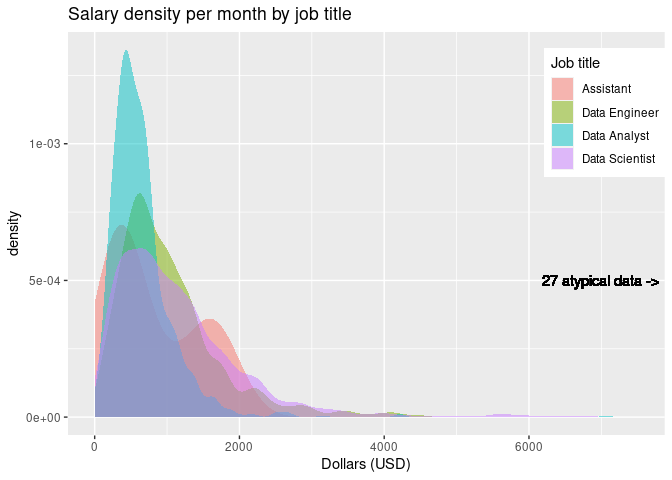 Salary density per month by job title
Job title
Assistant
Data Engineer
Data Analyst
Data Scientist
1e-03
5e-04
0e+00
density
27 atypical data ->
0
2000
4000
6000
Dollars (USD)